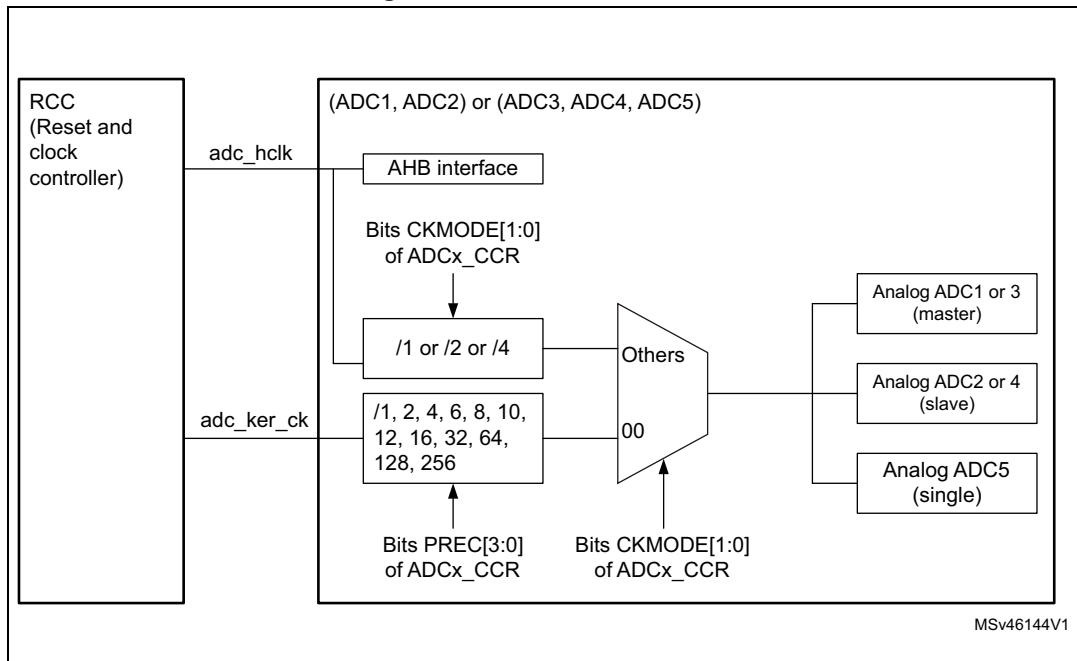 RCC
(Reset and
clock
controller)
adc_hclk
adc_ker_ck
(ADC1, ADC2) or (ADC3, ADC4, ADC5)
AHB interface
Bits CKMODE[1:0]
of ADCx_CCR
/1 or /2 or /4
/1, 2, 4, 6, 8, 10,
12, 16, 32, 64,
128, 256
Bits PREC[3:0]
of ADCx_CCR
Others
00
Bits CKMODE[1:0]
of ADCx_CCR
Analog ADC1 or 3
(master)
Analog ADC2 or 4
(slave)
Analog ADC5
(single)
MSv46144V1